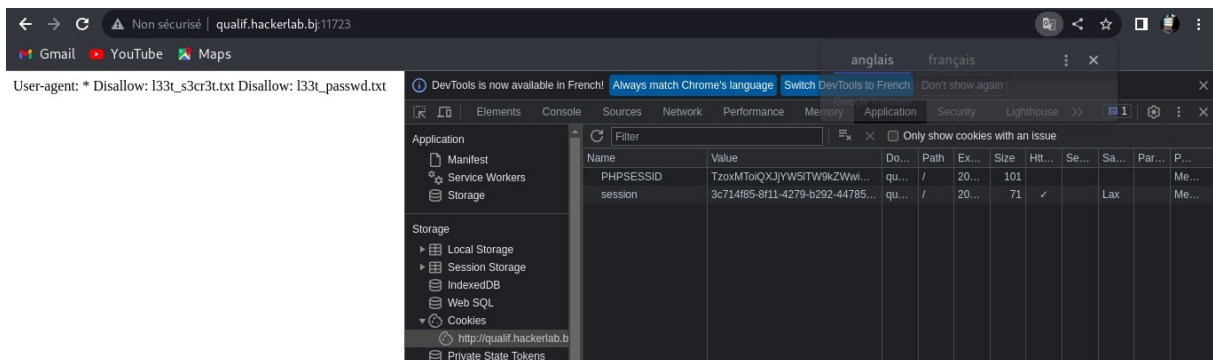 Non sécurisé | qualif.hackerlab.bj:11723
Gmail YouTube Maps
anglais français
User-agent: * Disallow: l33t_s3cr3t.txt Disallow: l33t_passwd.txt
DevTools is now available in French! Always match Chrome's language Switch DevTools to French Don't show again
Elements Console Sources Network Performance Memory Application Security Lighthouse 1
Application
Filter
Only show cookies with an issue
Manifest
Service Workers
Storage
Name Value Do... Path Ex... Size Htt... Se... Sa... Par... P...
PHPSESSID qu... / 20... 101 Me...
session 3c714f85-8f11-4279-b292-44785... qu... / 20... 71 ✓ Lax Me...
Storage
Local Storage
Session Storage
IndexedDB
Web SQL
Cookies
http://qualif.hackerlab.b
Private State Tokens